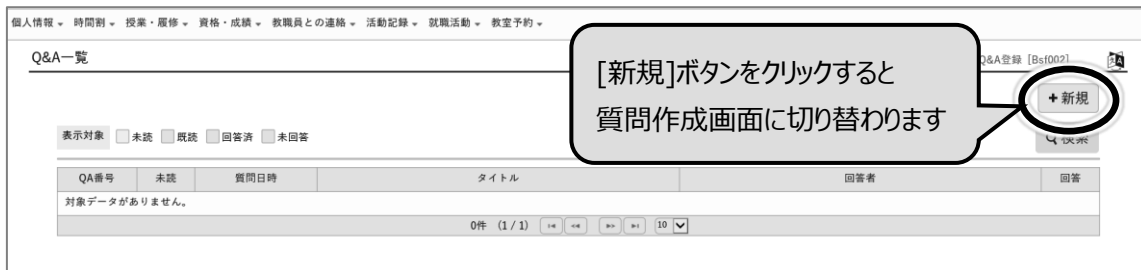 個人情報 時間割 授業・履修 資格・成績 教職員との連絡 活動記録 就職活動 教室予約
Q&A一覧
Q&A登録 [Bsf002]
[新規]ボタンをクリックすると
質問作成画面に切り替わります
+新規
表示対象 未読 既読 回答済 未回答
検索
QA番号 未読 質問日時 タイトル 回答者 回答
対象データがありません。
0件 (1 / 1) 10